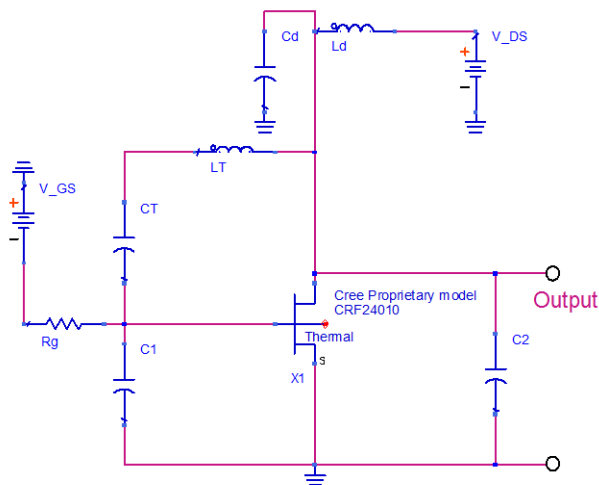 Cd
Ld
V_DS
+
−
LT
V_GS
+
−
CT
Cree Proprietary model
CRF24010
Output
Rg
C1
Thermal
C2
S
X1